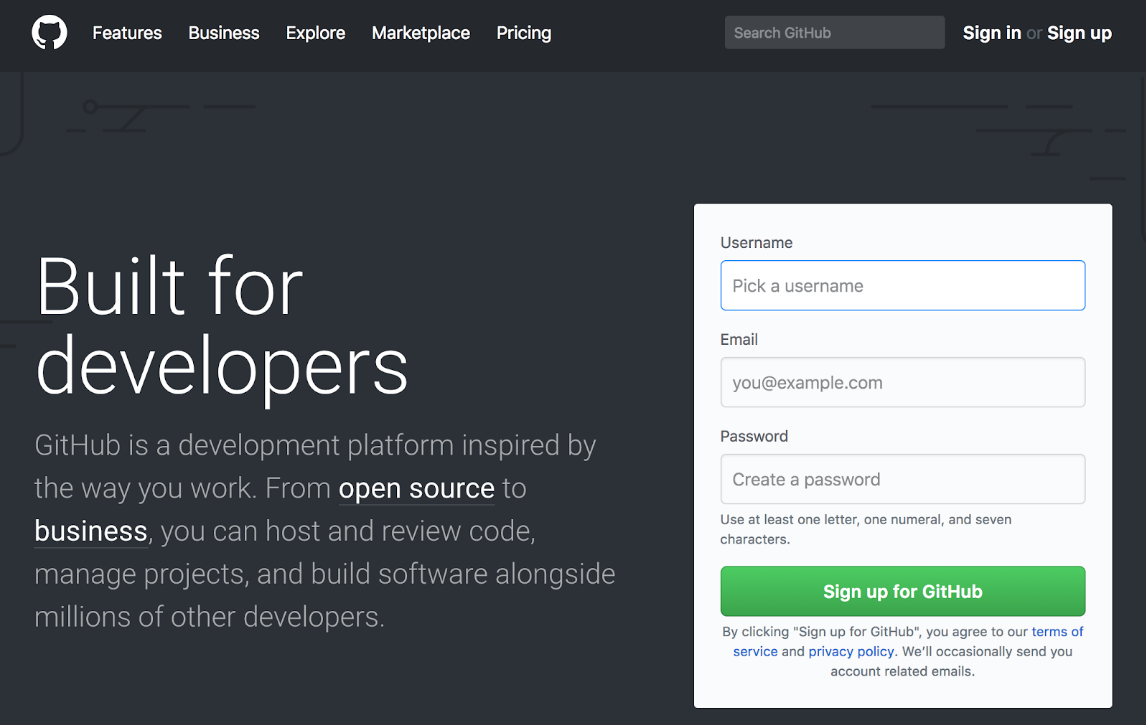 Features Business Explore Marketplace Pricing Search GitHub Sign in or Sign up
Built for
developers
GitHub is a development platform inspired by
the way you work. From open source to
business, you can host and review code,
manage projects, and build software alongside
millions of other developers.
Username
Pick a username
Email
you@example.com
Password
Create a password
Use at least one letter, one numeral, and seven
characters.
Sign up for GitHub
By clicking "Sign up for GitHub", you agree to our terms of
service and privacy policy. We’ll occasionally send you
account related emails.